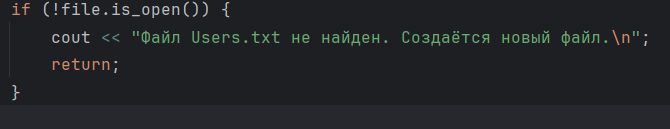 if (!file.is_open()) {
    cout << "Файл Users.txt не найден. Создаётся новый файл.\n";
    return;
}